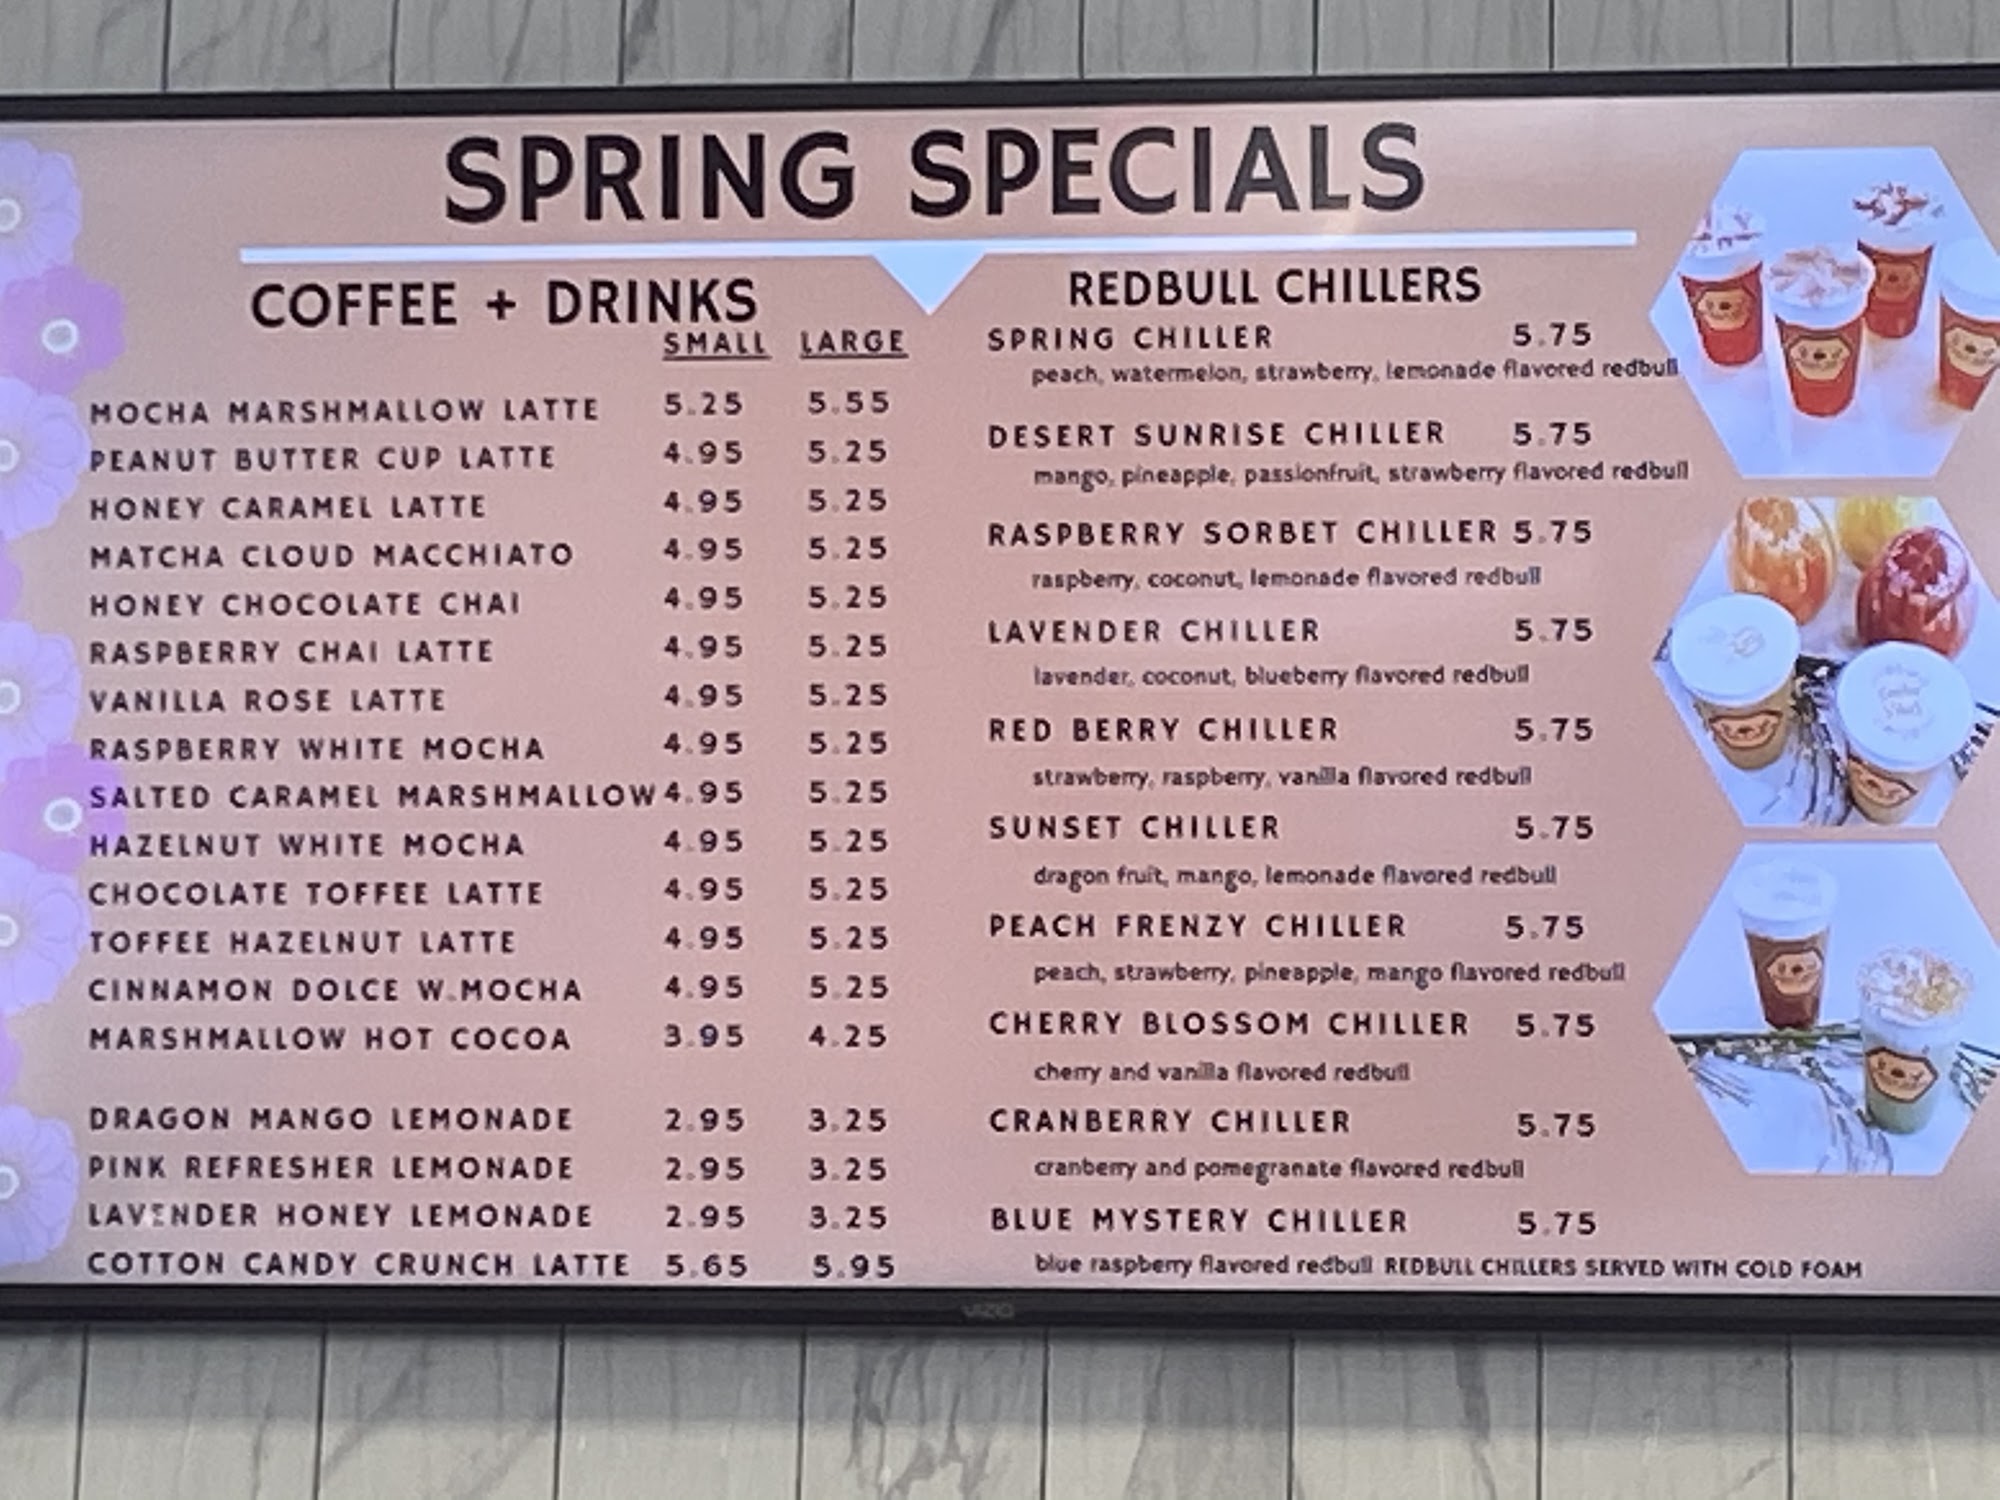 SPRING SPECIALS
COFFEE + DRINKS
SMALL LARGE
MOCHA MARSHMALLOW LATTE 5.25 5.55
PEANUT BUTTER CUP LATTE 4.95 5.25
HONEY CARAMEL LATTE 4.95 5.25
MATCHA CLOUD MACCHIATO 4.95 5.25
HONEY CHOCOLATE CHAI 4.95 5.25
RASPBERRY CHAI LATTE 4.95 5.25
VANILLA ROSE LATTE 4.95 5.25
RASPBERRY WHITE MOCHA 4.95 5.25
SALTED CARAMEL MARSHMALLOW 4.95 5.25
HAZELNUT WHITE MOCHA 4.95 5.25
CHOCOLATE TOFFEE LATTE 4.95 5.25
TOFFEE HAZELNUT LATTE 4.95 5.25
CINNAMON DOLCE W.MOCHA 4.95 5.25
MARSHMALLOW HOT COCOA 3.95 4.25
DRAGON MANGO LEMONADE 2.95 3.25
PINK REFRESHER LEMONADE 2.95 3.25
LAVENDER HONEY LEMONADE 2.95 3.25
COTTON CANDY CRUNCH LATTE 5.65 5.95
REDBULL CHILLERS
SPRING CHILLER 5.75
peach, watermelon, strawberry, lemonade flavored redbull
DESERT SUNRISE CHILLER 5.75
mango, pineapple, passionfruit, strawberry flavored redbull
RASPBERRY SORBET CHILLER 5.75
raspberry, coconut, lemonade flavored redbull
LAVENDER CHILLER 5.75
lavender, coconut, blueberry flavored redbull
RED BERRY CHILLER 5.75
strawberry, raspberry, vanilla flavored redbull
SUNSET CHILLER 5.75
dragon fruit, mango, lemonade flavored redbull
PEACH FRENZY CHILLER 5.75
peach, strawberry, pineapple, mango flavored redbull
CHERRY BLOSSOM CHILLER 5.75
cherry and vanilla flavored redbull
CRANBERRY CHILLER 5.75
cranberry and pomegranate flavored redbull
BLUE MYSTERY CHILLER 5.75
blue raspberry flavored redbull REDBULL CHILLERS SERVED WITH COLD FOAM
VIZIO